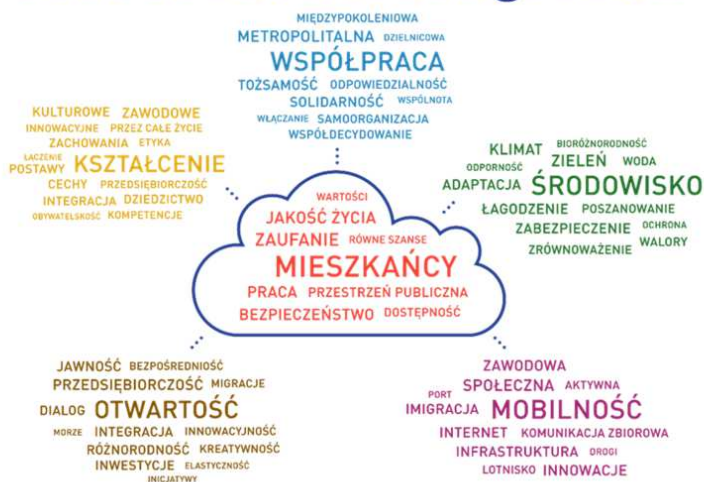 MIĘDZYPOKOLENIOWA
METROPOLITALNA DZIELNICOWA
WSPÓŁPRACA
TOŻSAMOŚĆ ODPOWIEDZIALNOŚĆ
SOLIDARNOŚĆ WSPÓLNOTA
WŁĄCZANIE SAMOORGANIZACJA
WSPÓŁDECYDOWANIE
KULTUROWE ZAWODOWE
INNOWACYJNE PRZEZ CAŁE ŻYCIE
ZACHOWANIA ETYKA
ŁĄCZENIE
POSTAWY KSZTAŁCENIE
CECHY PRZEDSIĘBIORCZOŚĆ
INTEGRACJA DZIEDZICTWO
OBYWATELSKOŚĆ KOMPETENCJE
KLIMAT BIORÓŻNORODNOŚĆ
ODPORNOŚĆ ZIELEŃ WODA
ADAPTACJA ŚRODOWISKO
ŁAGODZENIE POSZANOWANIE
ZABEZPIECZENIE OCHRONA
ZRÓWNOWAŻENIE WALORY
WARTOŚCI
JAKOŚĆ ŻYCIA
ZAUFANIE RÓWNE SZANSE
MIESZKAŃCY
PRACA PRZESTRZEŃ PUBLICZNA
BEZPIECZEŃSTWO DOSTĘPNOŚĆ
JAWNOŚĆ BEZPOŚREDNIOŚĆ
PRZEDSIĘBIORCZOŚĆ MIGRACJE
DIALOG OTWARTOŚĆ
MORZE INTEGRACJA INNOWACYJNOŚĆ
RÓŻNORODNOŚĆ KREATYWNOŚĆ
INWESTYCJE ELASTYCZNOŚĆ
INICJATYWY
ZAWODOWA
SPOŁECZNA AKTYWNA
PORT
IMIGRACJA MOBILNOŚĆ
INTERNET KOMUNIKACJA ZBIOROWA
INFRASTRUKTURA DROGI
LOTNISKO INNOWACJE